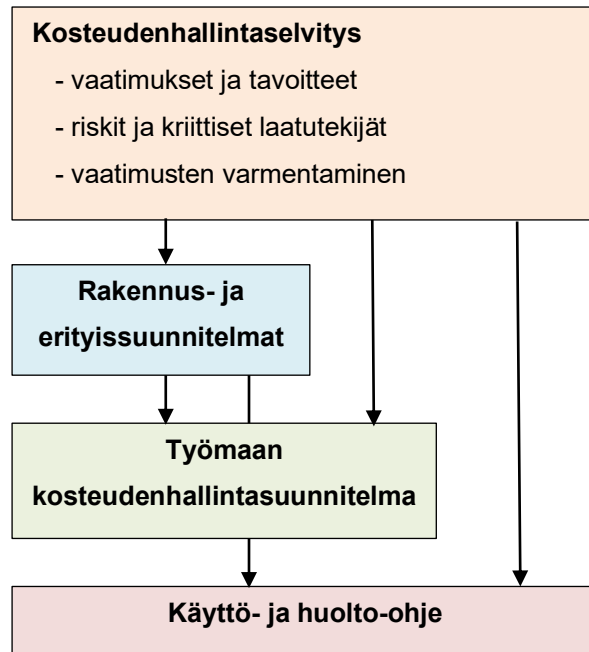 Kosteudenhallintaselvitys
- vaatimukset ja tavoitteet
- riskit ja kriittiset laatutekijät
- vaatimusten varmentaminen
Rakennus- ja
erityissuunnitelmat
Työmaan
kosteudenhallintasuunnitelma
Käyttö- ja huolto-ohje